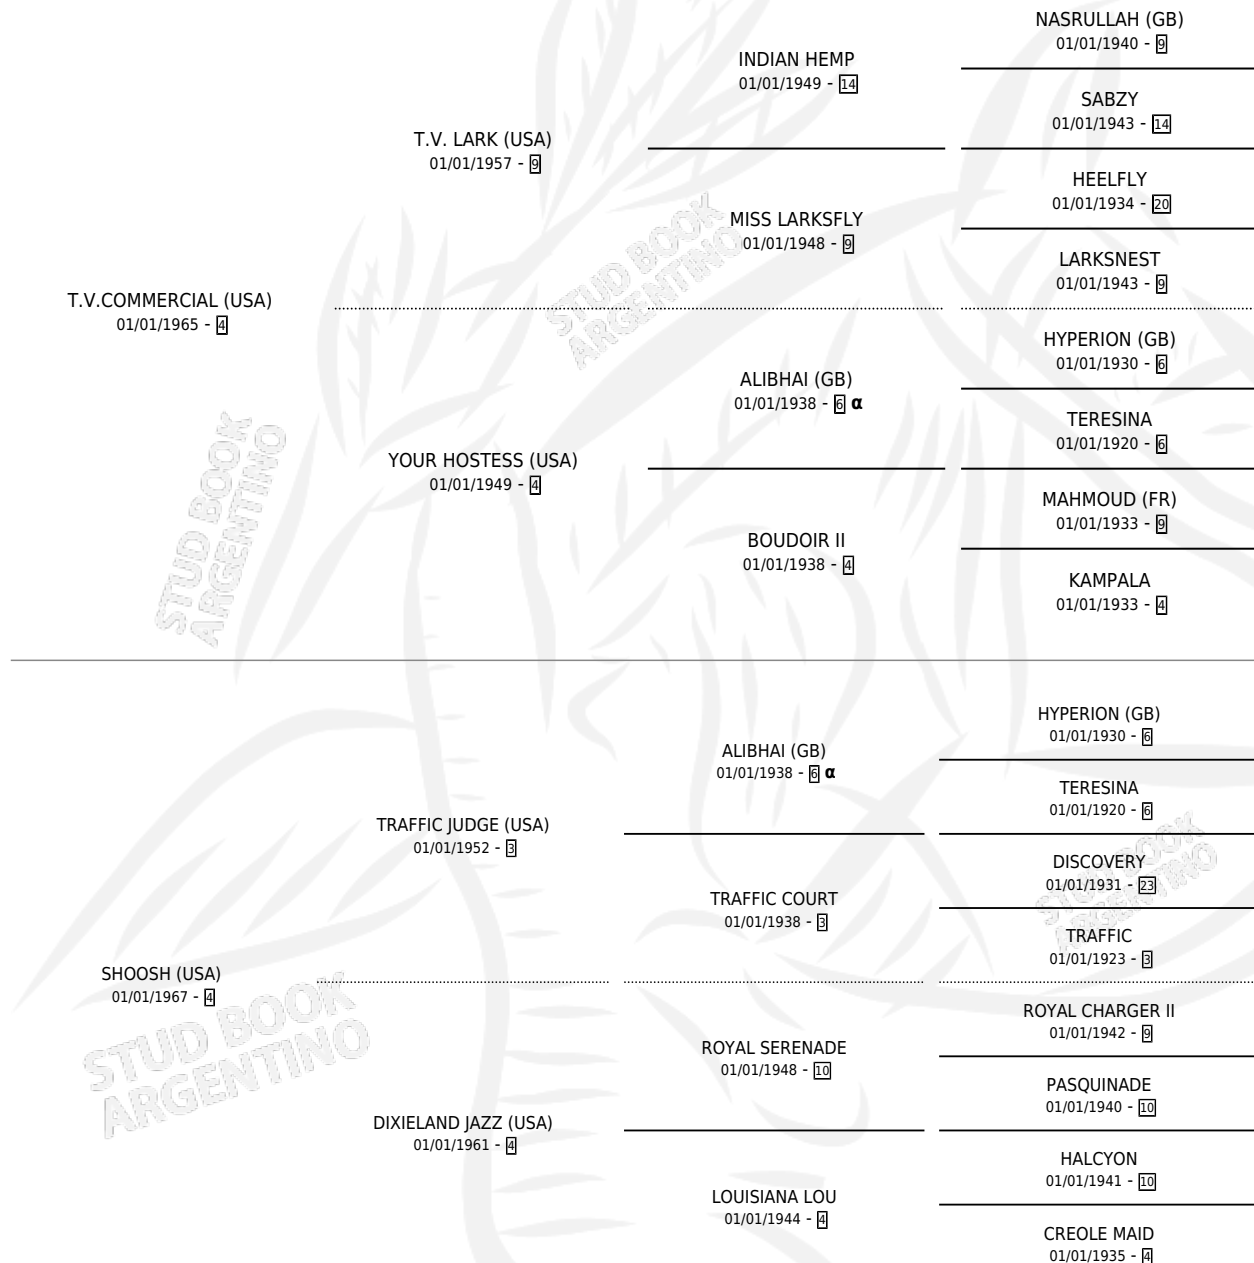 NASRULLAH (GB)
01/01/1940 - 9
INDIAN HEMP
01/01/1949 - 14
SABZY
01/01/1943 - 14
T.V. LARK (USA)
01/01/1957 - 9
HEELFLY
01/01/1934 - 20
MISS LARKSFLY
01/01/1948 - 9
LARKSNEST
01/01/1943 - 9
T.V.COMMERCIAL (USA)
01/01/1965 - 4
HYPERION (GB)
01/01/1930 - 6
ALIBHAI (GB)
01/01/1938 - 6 α
TERESINA
01/01/1920 - 6
YOUR HOSTESS (USA)
01/01/1949 - 4
MAHMOUD (FR)
01/01/1933 - 9
BOUDOIR II
01/01/1938 - 4
KAMPALA
01/01/1933 - 4
HYPERION (GB)
01/01/1930 - 6
ALIBHAI (GB)
01/01/1938 - 6 α
TERESINA
01/01/1920 - 6
TRAFFIC JUDGE (USA)
01/01/1952 - 3
DISCOVERY
01/01/1931 - 23
TRAFFIC COURT
01/01/1938 - 3
TRAFFIC
01/01/1923 - 3
SHOOSH (USA)
01/01/1967 - 4
ROYAL CHARGER II
01/01/1942 - 9
ROYAL SERENADE
01/01/1948 - 10
PASQUINADE
01/01/1940 - 10
DIXIELAND JAZZ (USA)
01/01/1961 - 4
HALCYON
01/01/1941 - 10
LOUISIANA LOU
01/01/1944 - 4
CREOLE MAID
01/01/1935 - 4
STUD BOOK
ARGENTINO
STUD BOOK
ARGENTINO
STUD BOOK
ARGENTINO
STUD BOOK
ARGENTINO